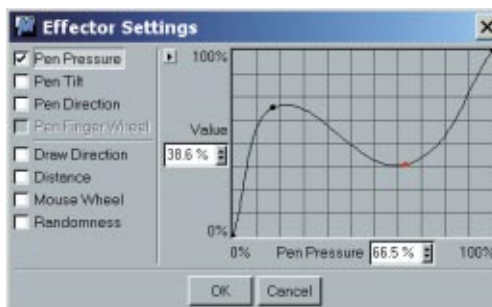 Effector Settings
Pen Pressure
Pen Tilt
Pen Direction
Pen Finger Wheel
Draw Direction
Distance
Mouse Wheel
Randomness
100%
Value
38.6 %
0%
0% Pen Pressure 66.5 % 100%
OK Cancel